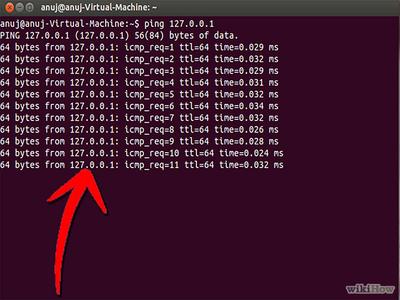 anuj@anuj-Virtual-Machine: ~
anuj@anuj-Virtual-Machine:~$ ping 127.0.0.1
PING 127.0.0.1 (127.0.0.1) 56(84) bytes of data.
64 bytes from 127.0.0.1: icmp_req=1 ttl=64 time=0.029 ms
64 bytes from 127.0.0.1: icmp_req=2 ttl=64 time=0.032 ms
64 bytes from 127.0.0.1: icmp_req=3 ttl=64 time=0.029 ms
64 bytes from 127.0.0.1: icmp_req=4 ttl=64 time=0.031 ms
64 bytes from 127.0.0.1: icmp_req=5 ttl=64 time=0.032 ms
64 bytes from 127.0.0.1: icmp_req=6 ttl=64 time=0.034 ms
64 bytes from 127.0.0.1: icmp_req=7 ttl=64 time=0.032 ms
64 bytes from 127.0.0.1: icmp_req=8 ttl=64 time=0.026 ms
64 bytes from 127.0.0.1: icmp_req=9 ttl=64 time=0.028 ms
64 bytes from 127.0.0.1: icmp_req=10 ttl=64 time=0.024 ms
64 bytes from 127.0.0.1: icmp_req=11 ttl=64 time=0.032 ms
wikiHow